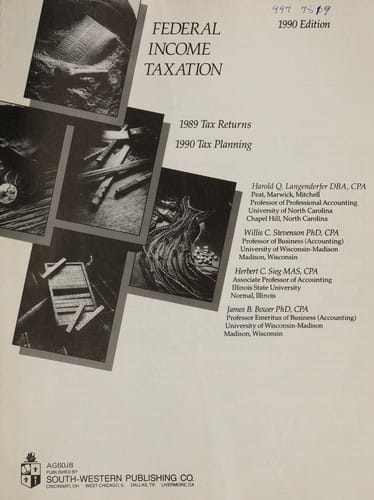 997 7819
1990 Edition
FEDERAL
INCOME
TAXATION
1989 Tax Returns
1990 Tax Planning
Harold Q. Langenderfer DBA, CPA
Peat, Marwick, Mitchell
Professor of Professional Accounting
University of North Carolina
Chapel Hill, North Carolina
Willis C. Stevenson PhD, CPA
Professor of Business (Accounting)
University of Wisconsin-Madison
Madison, Wisconsin
Herbert C. Sieg MAS, CPA
Associate Professor of Accounting
Illinois State University
Normal, Illinois
James B. Bower PhD, CPA
Professor Emeritus of Business (Accounting)
University of Wisconsin-Madison
Madison, Wisconsin
AG60J8
PUBLISHED BY
SOUTH-WESTERN PUBLISHING CO.
CINCINNATI, OH WEST CHICAGO, IL DALLAS, TX LIVERMORE, CA